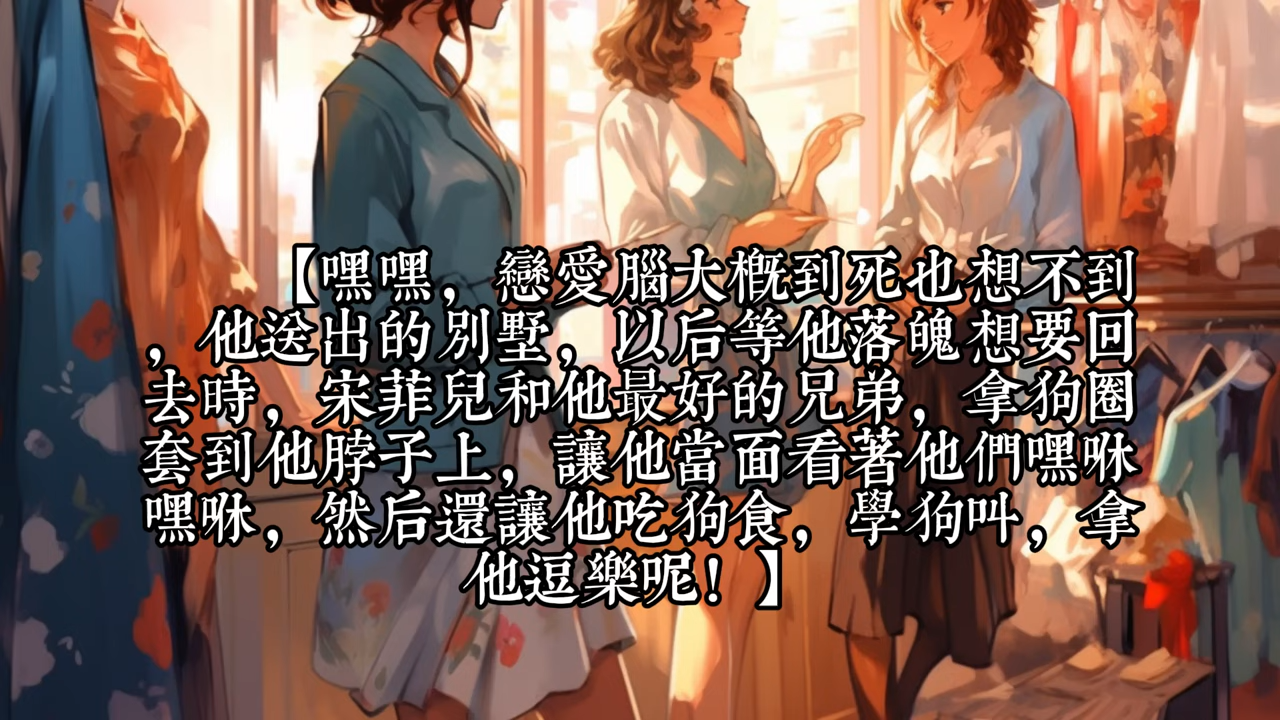 【嘿嘿，戀愛腦大概到死也想不到
，他送出的別墅，以后等他落魄想要回
去時，宋菲兒和他最好的兄弟，拿狗圈
套到他脖子上，讓他當面看著他們嘿咻
嘿咻，然后還讓他吃狗食，學狗叫，拿
他逗樂呢！】